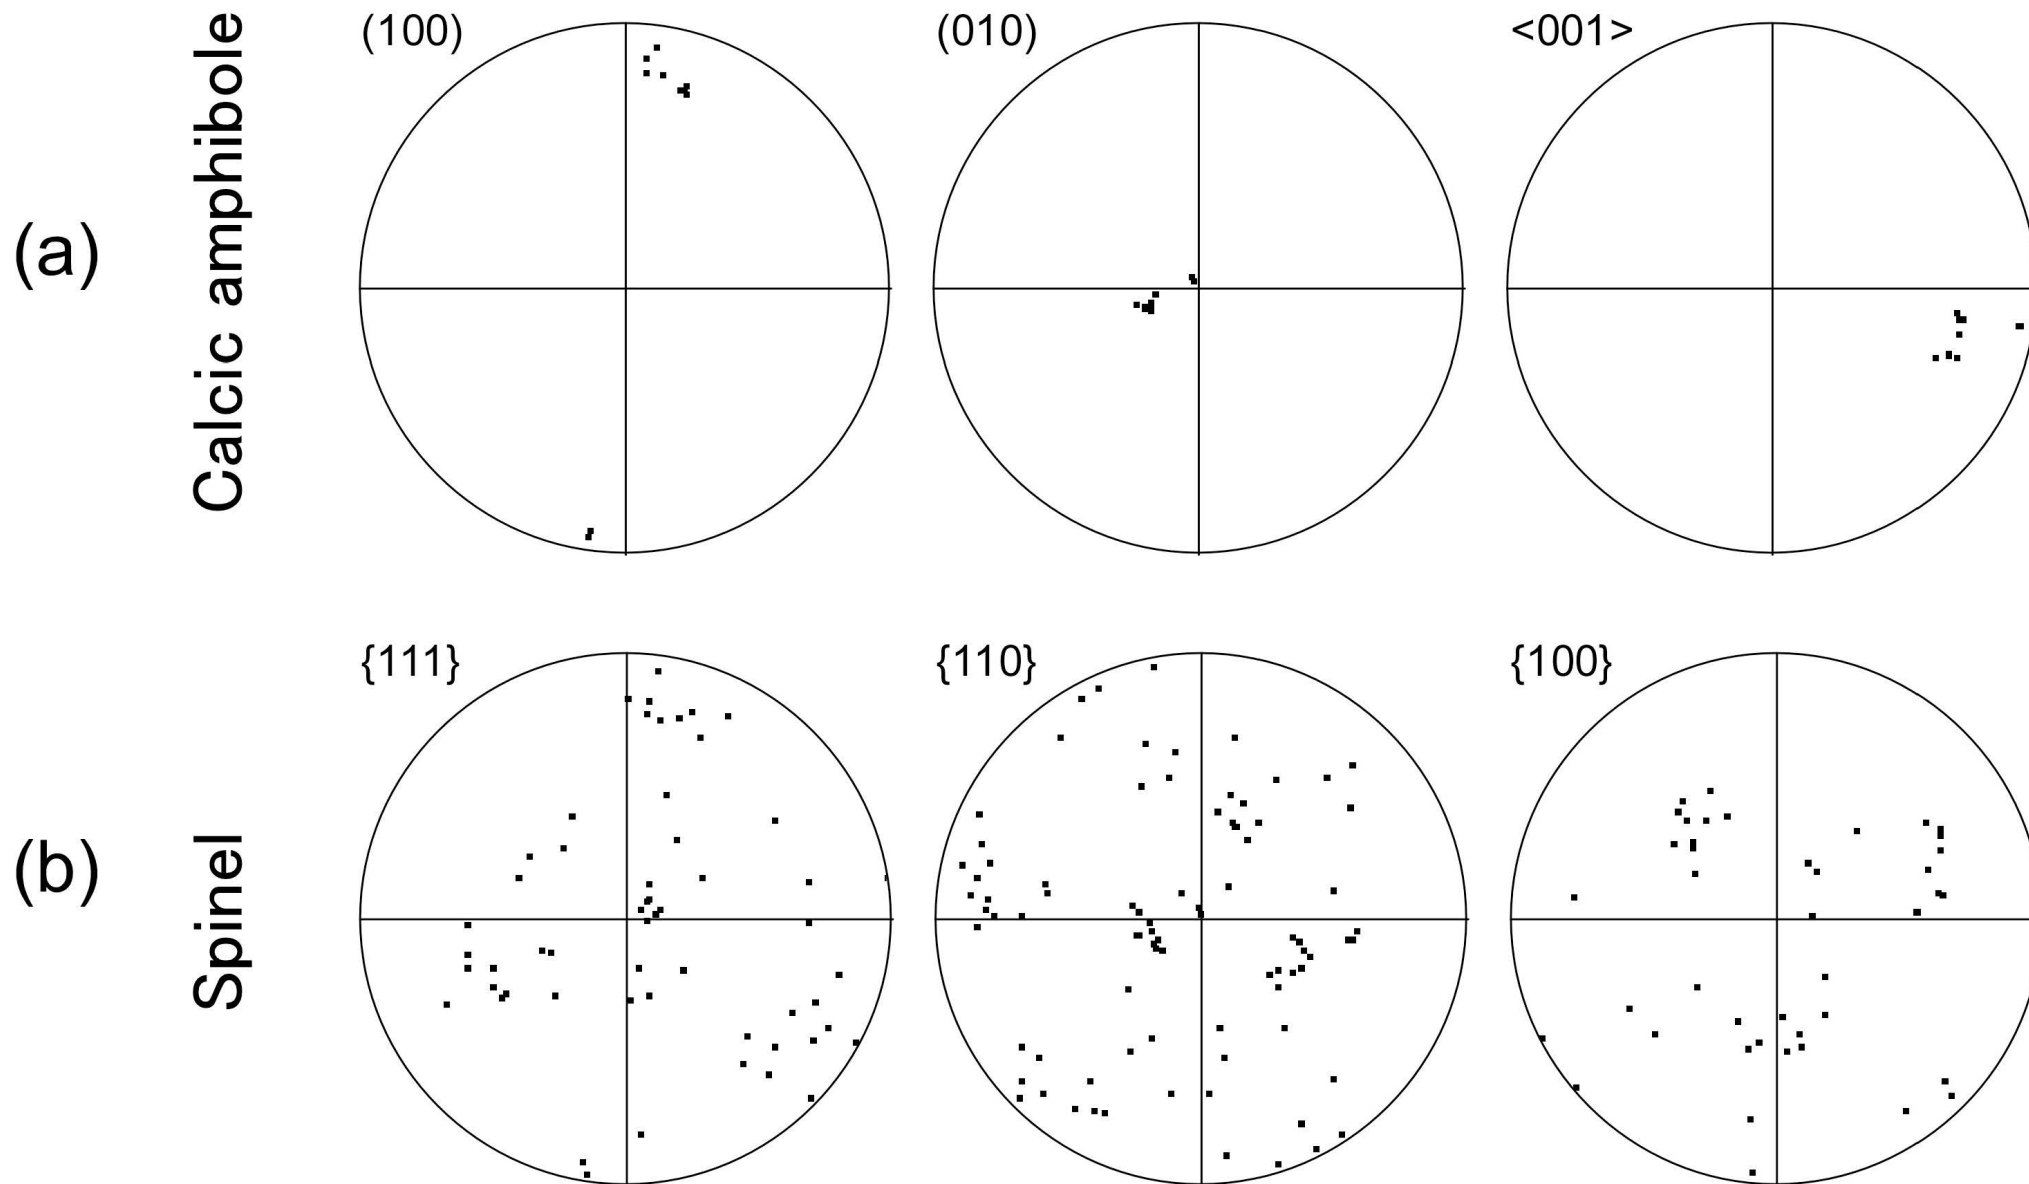 (a)
Calcic amphibole
(100)
(010)
<001>
(b)
Spinel
{111}
{110}
{100}